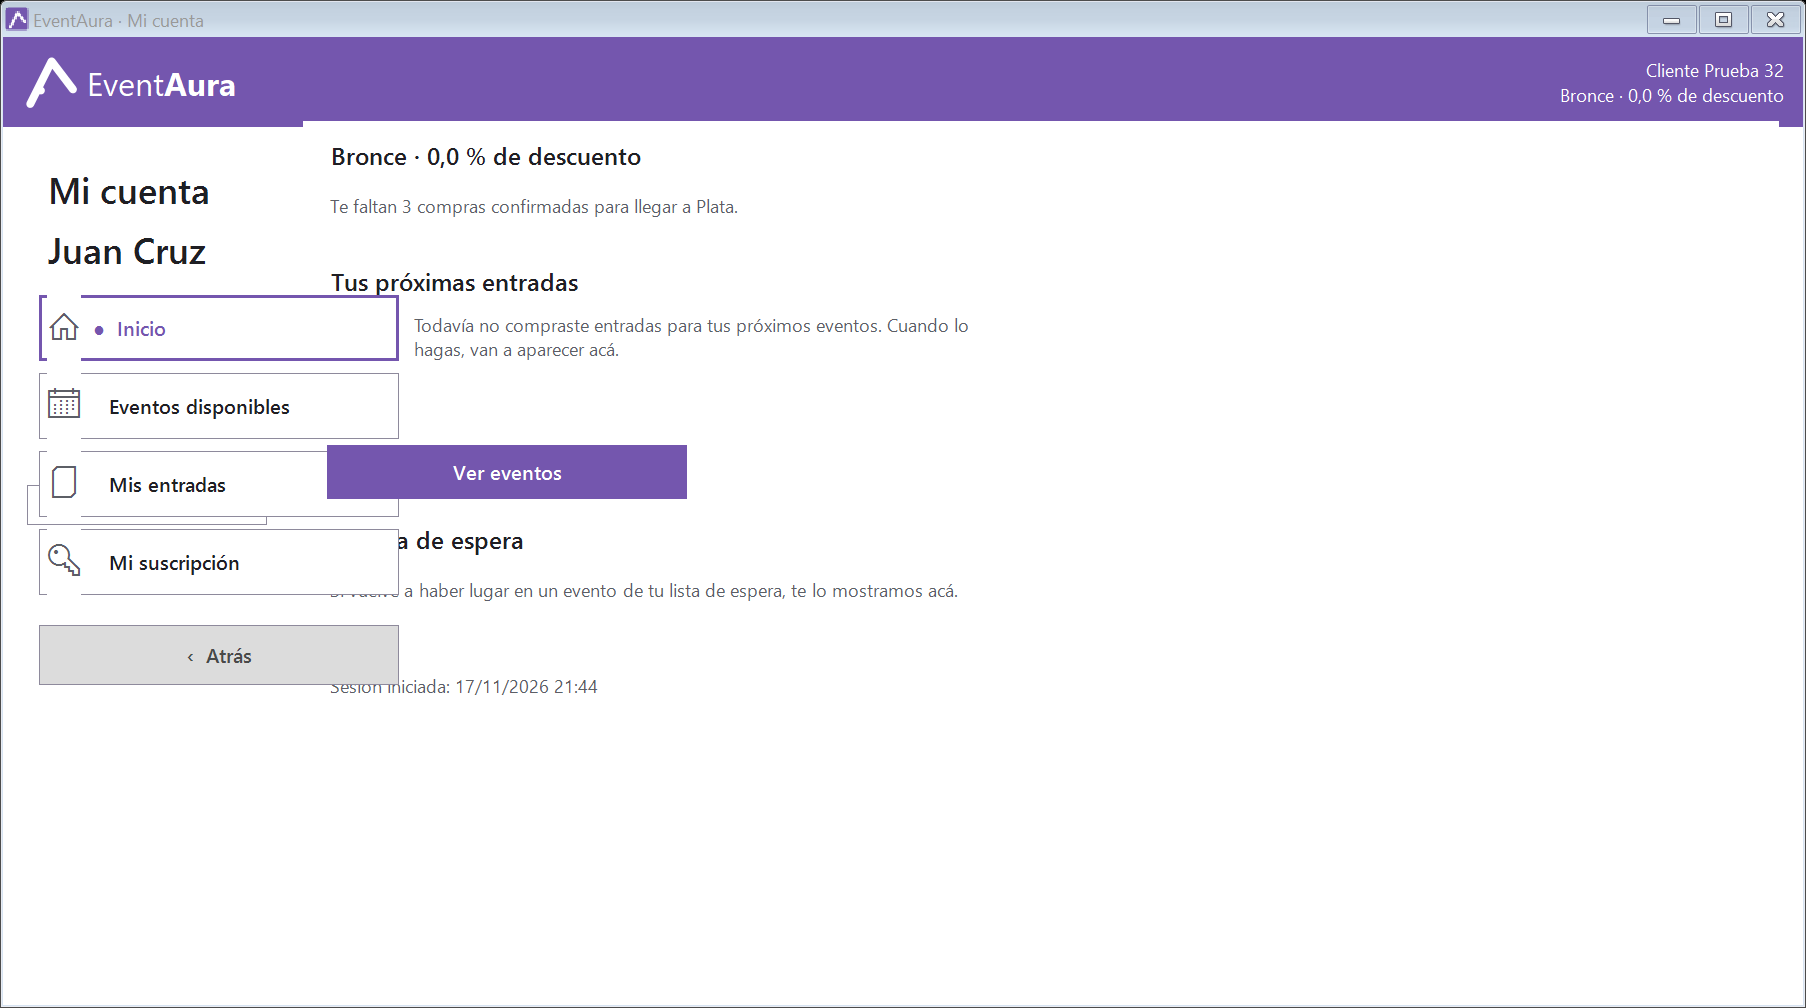 EventAura · Mi cuenta
EventAura
Cliente Prueba 32
Bronce · 0,0 % de descuento
Mi cuenta
Juan Cruz
Inicio
Eventos disponibles
Mis entradas
Mi suscripción
‹ Atrás
Bronce · 0,0 % de descuento
Te faltan 3 compras confirmadas para llegar a Plata.
Tus próximas entradas
Todavía no compraste entradas para tus próximos eventos. Cuando lo
hagas, van a aparecer acá.
Ver eventos
a de espera
a haber lugar en un evento de tu lista de espera, te lo mostramos acá.
Sesión iniciada: 17/11/2026 21:44